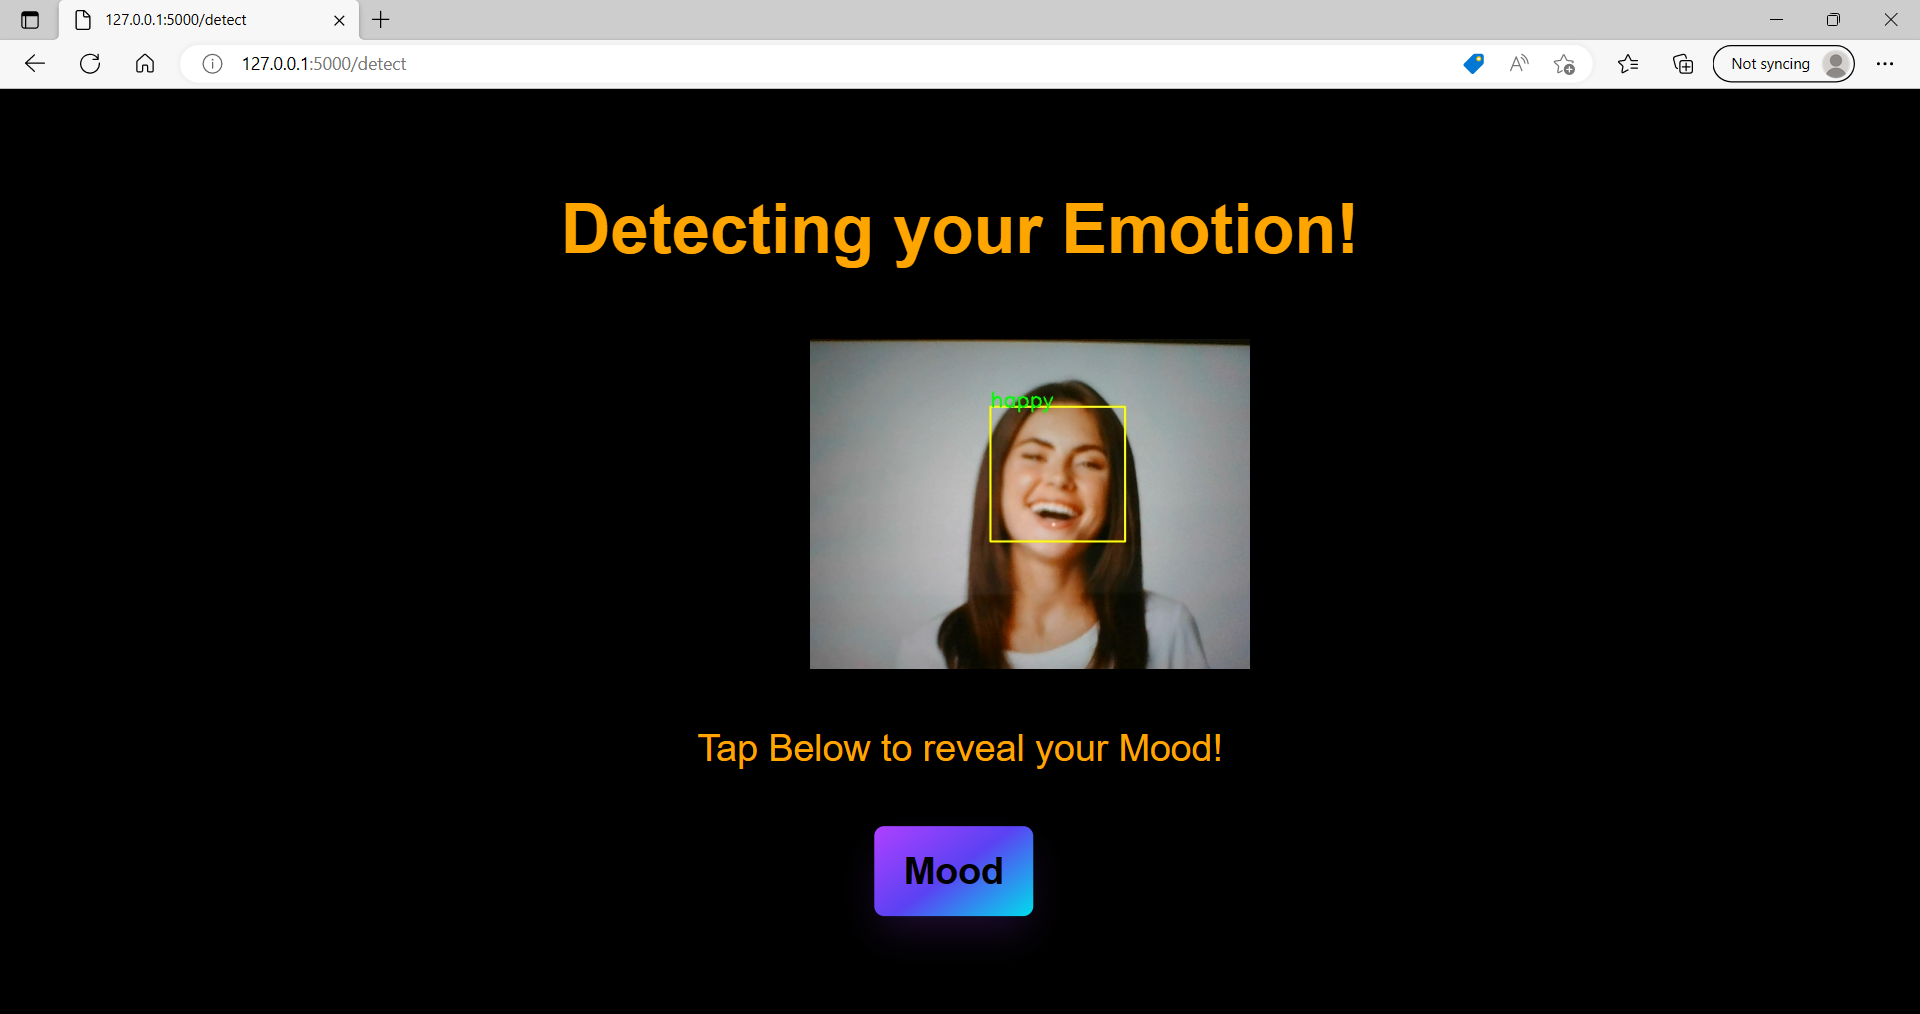 127.0.0.1:5000/detect
127.0.0.1:5000/detect
Not syncing
Detecting your Emotion!
happy
Tap Below to reveal your Mood!
Mood